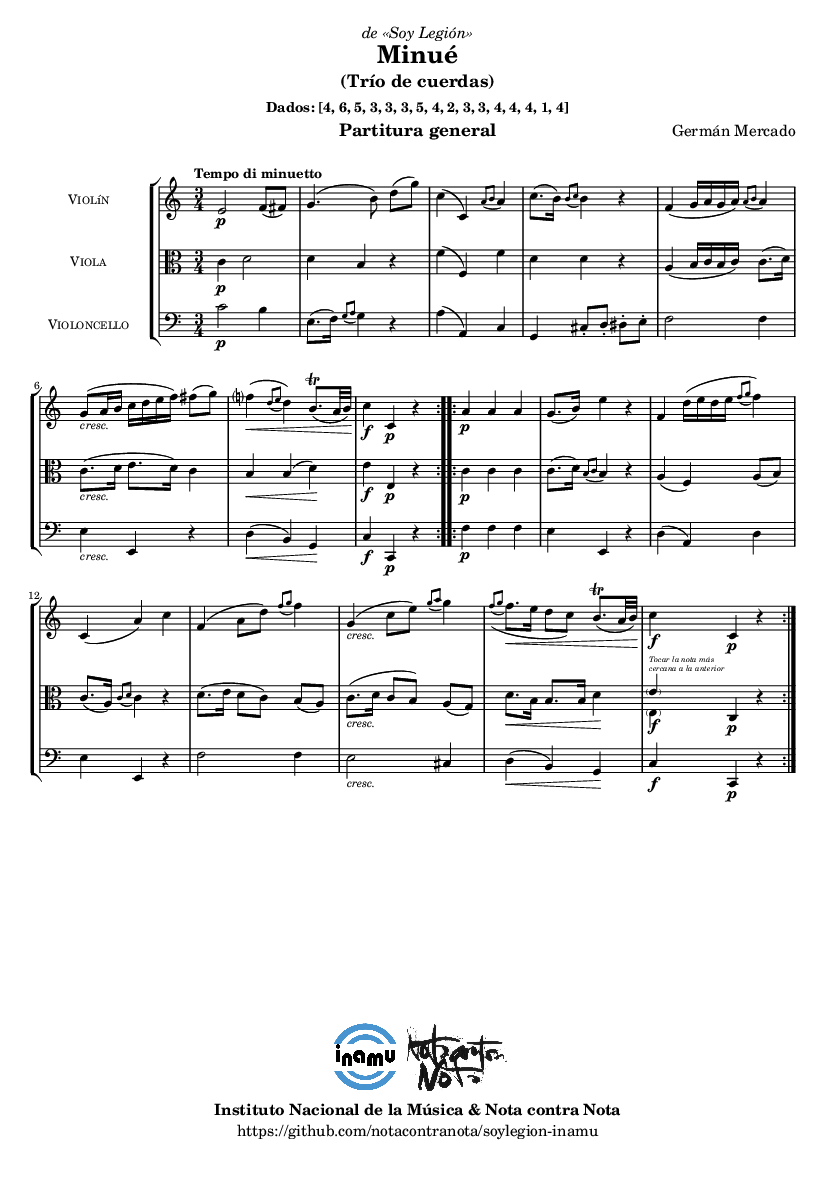 de «Soy Legión»
Minué
(Trío de cuerdas)
Dados: [4, 6, 5, 3, 3, 3, 5, 4, 2, 3, 3, 4, 4, 4, 1, 4]
Partitura general Germán Mercado
Tempo di minuetto
Violín
p
Viola
p
Violoncello
p
6
cresc. f p p
cresc. f p p
cresc. f p p
12
cresc. f p
Tocar la nota más
cercana a la anterior
cresc. f p
cresc. f p
inamu Nota contra Nota
Instituto Nacional de la Música & Nota contra Nota
https://github.com/notacontranota/soylegion-inamu